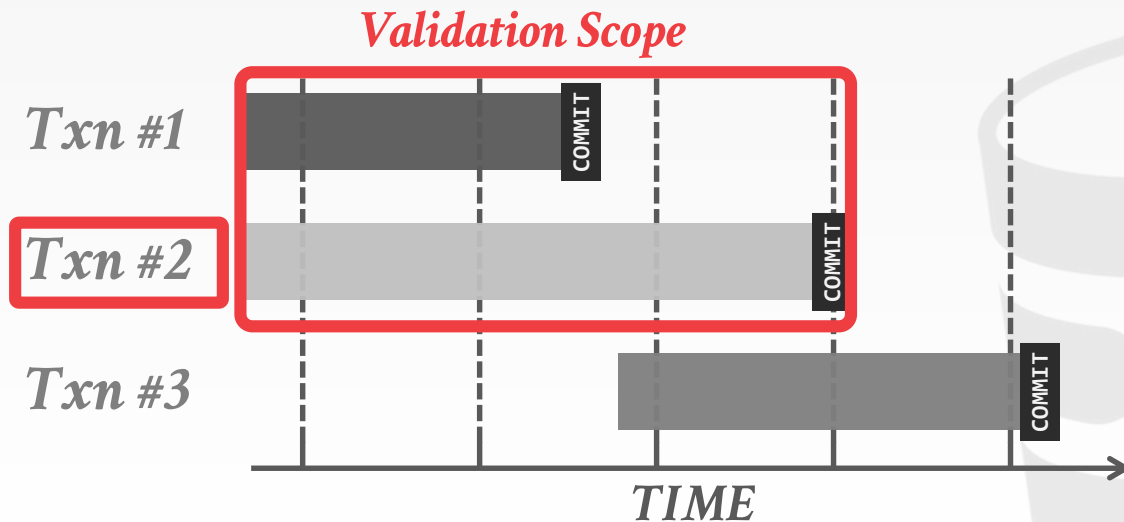 Validation Scope
Txn #1
COMMIT
Txn #2
COMMIT
Txn #3
COMMIT
TIME